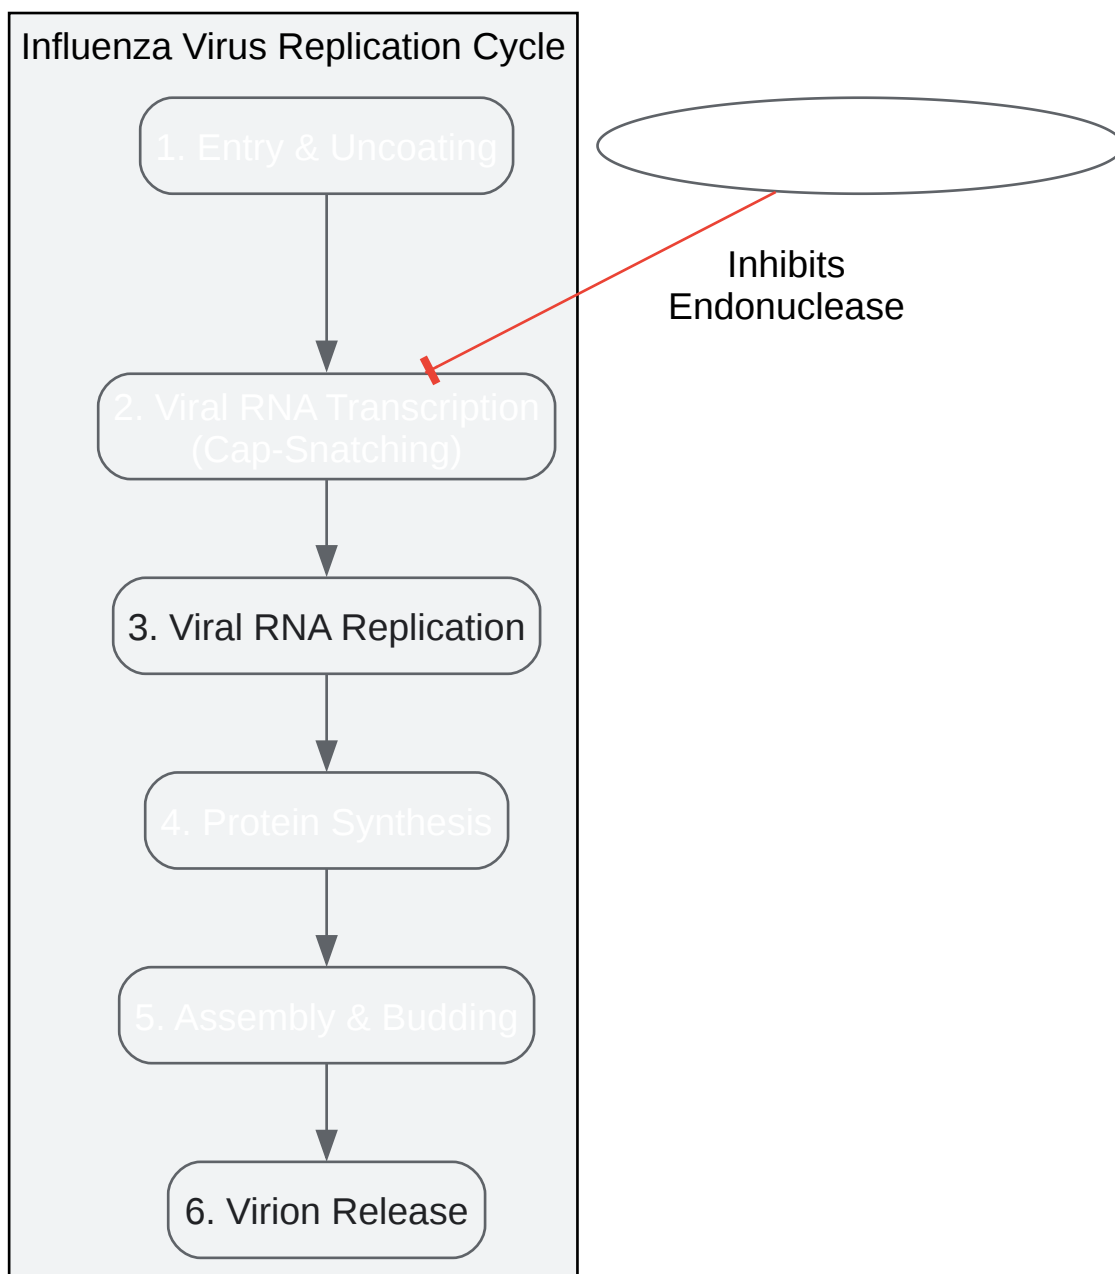 Influenza Virus Replication Cycle
1. Entry & Uncoating
Inhibits
Endonuclease
2. Viral RNA Transcription
(Cap-Snatching)
3. Viral RNA Replication
4. Protein Synthesis
5. Assembly & Budding
6. Virion Release